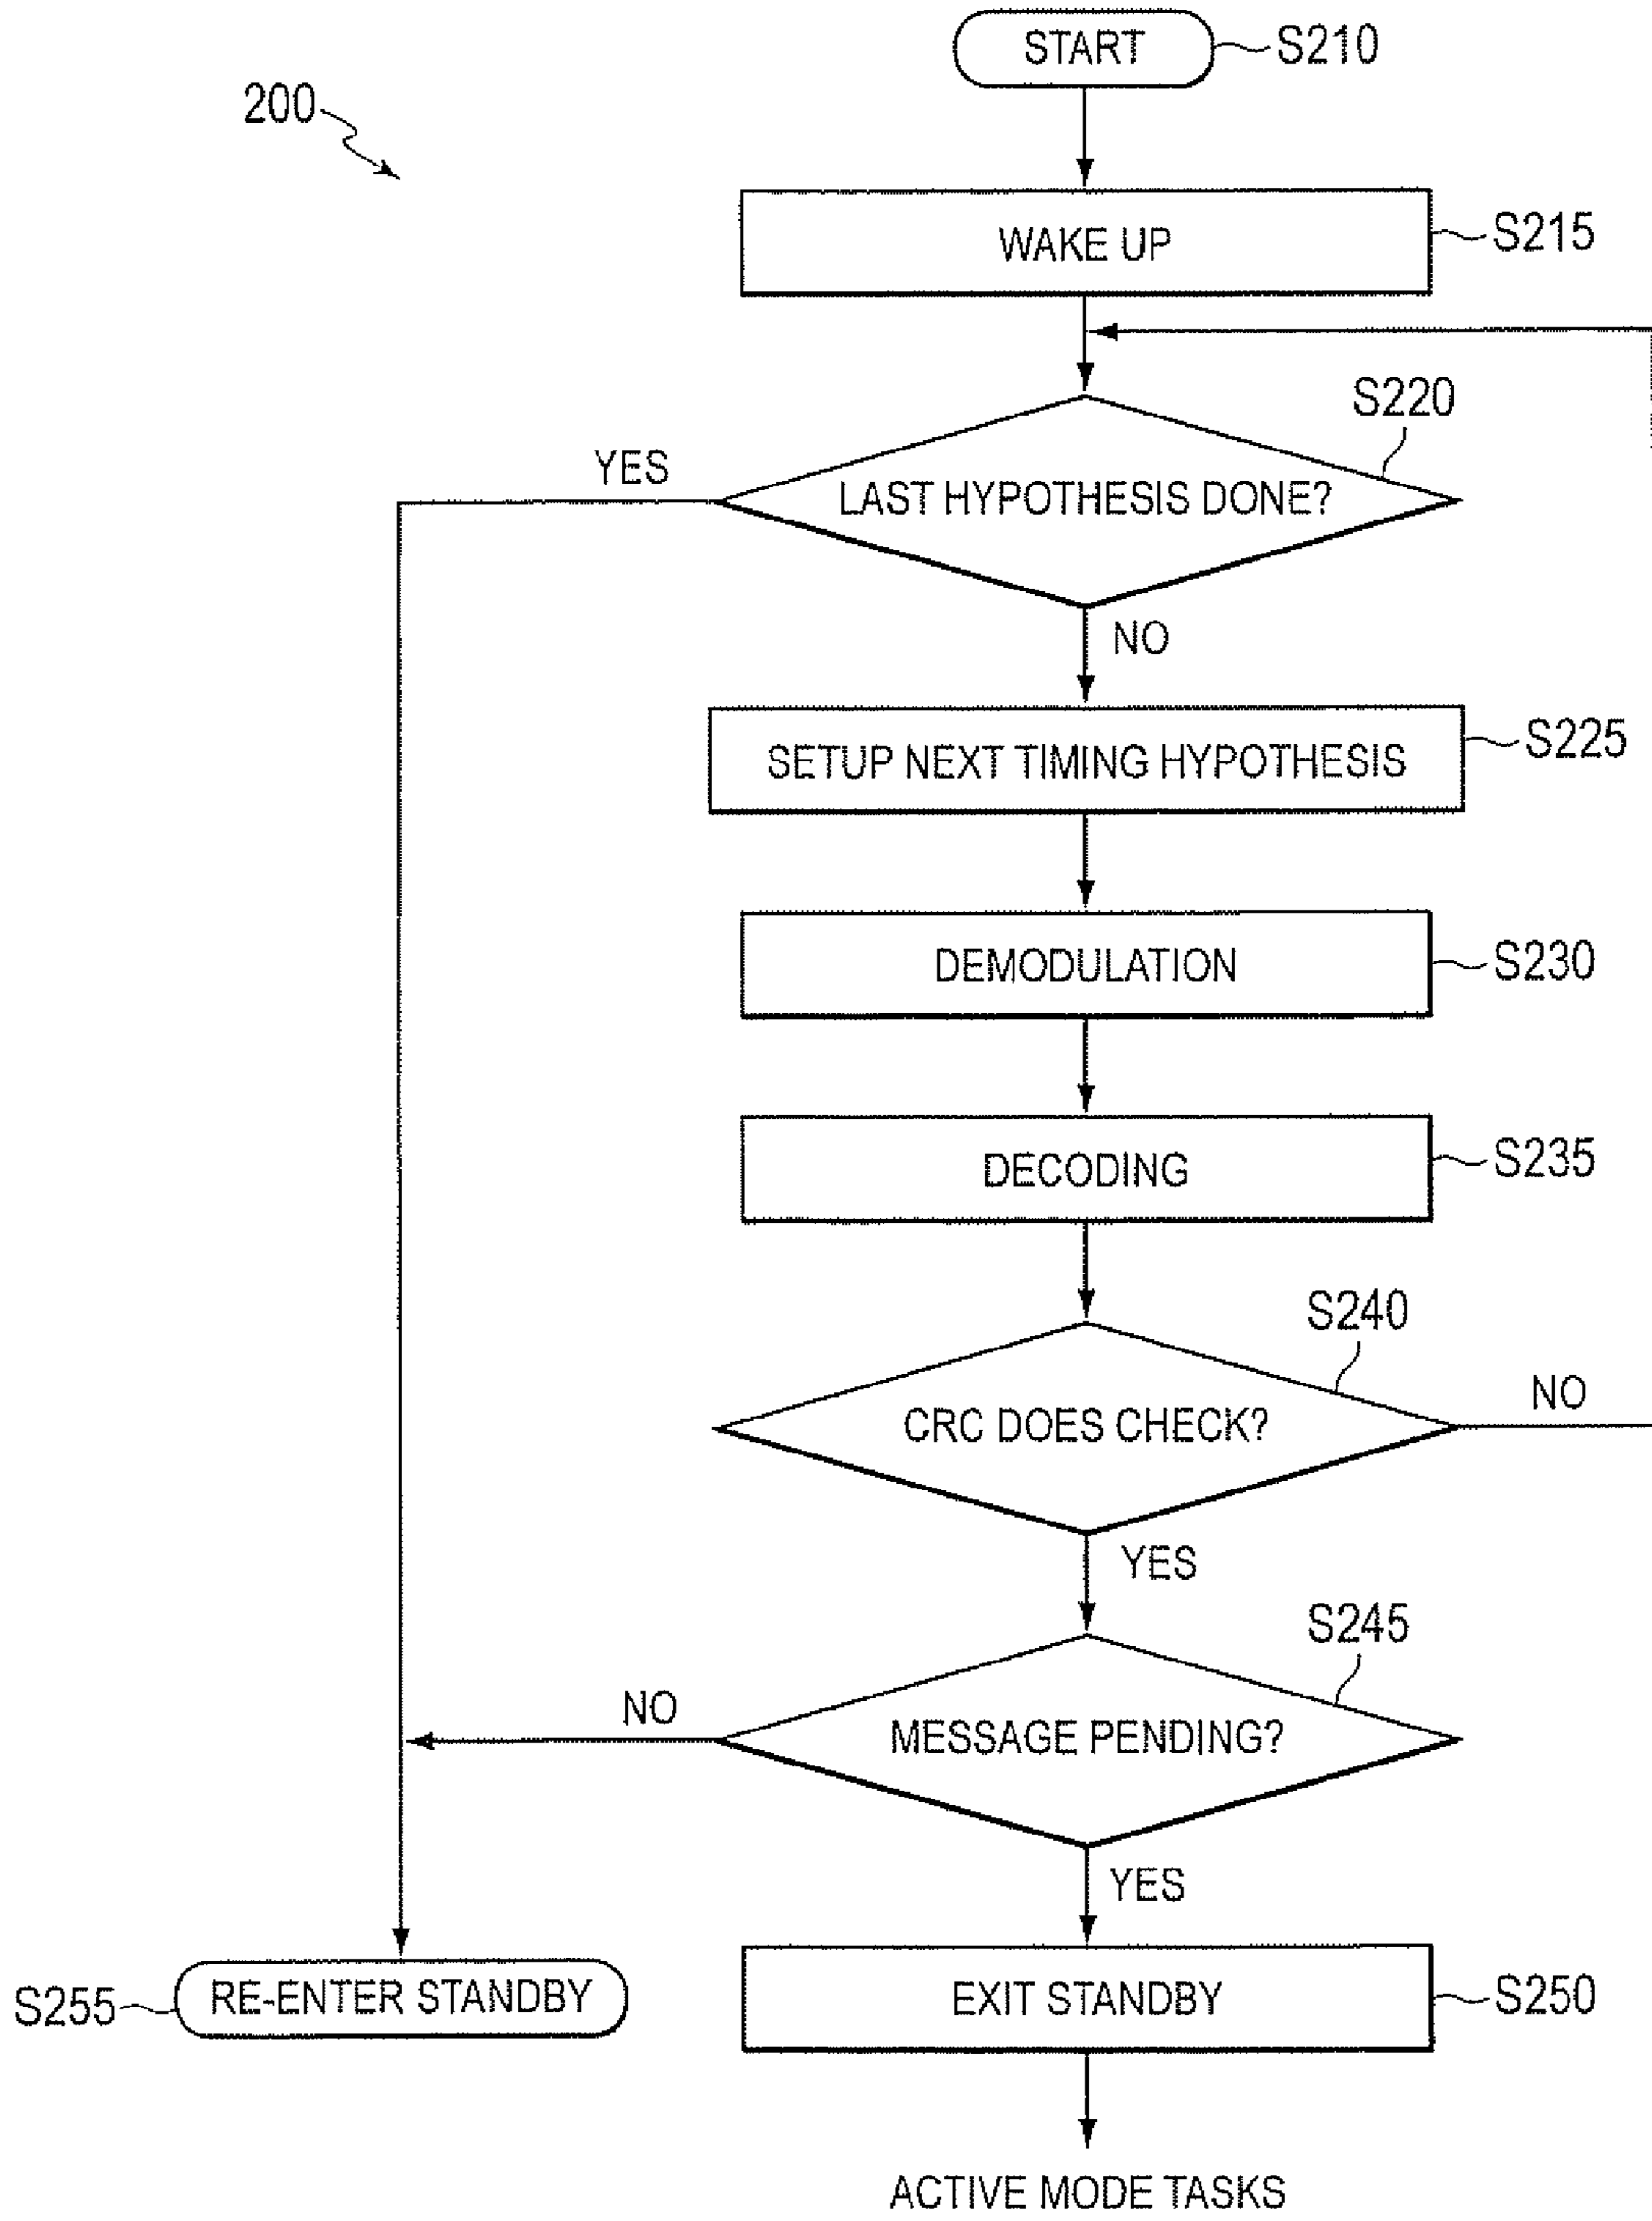 START
S210
200
WAKE UP
S215
S220
YES
LAST HYPOTHESIS DONE?
NO
SETUP NEXT TIMING HYPOTHESIS
S225
DEMODULATION
S230
DECODING
S235
S240
CRC DOES CHECK?
NO
YES
S245
NO
MESSAGE PENDING?
YES
S255
RE-ENTER STANDBY
EXIT STANDBY
S250
ACTIVE MODE TASKS